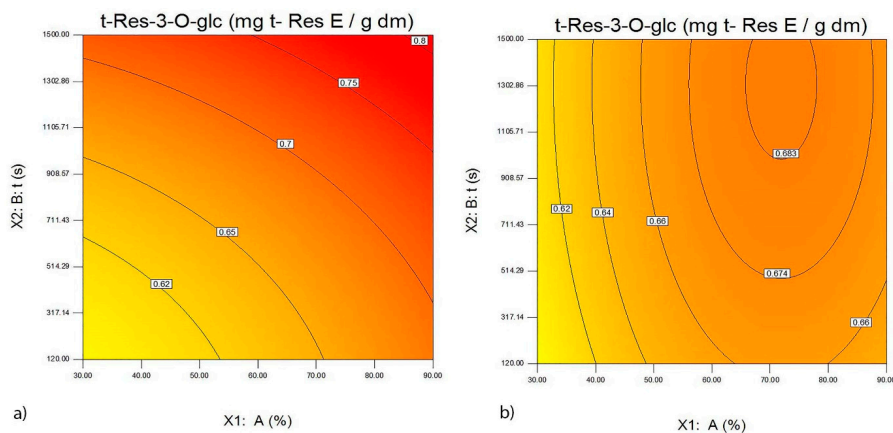 t-Res-3-O-glc (mg t- Res E / g dm)
1500.00
1302.86
1105.71
908.57
711.43
514.29
317.14
120.00
X2: B: t (s)
0.8
0.75
0.7
0.65
0.62
30.00 40.00 50.00 60.00 70.00 80.00 90.00
a)
X1: A (%)
t-Res-3-O-glc (mg t- Res E / g dm)
1500.00
1302.86
1105.71
908.57
711.43
514.29
317.14
120.00
X2: B: t (s)
0.683
0.62
0.64
0.66
0.674
0.66
30.00 40.00 50.00 60.00 70.00 80.00 90.00
b)
X1: A (%)